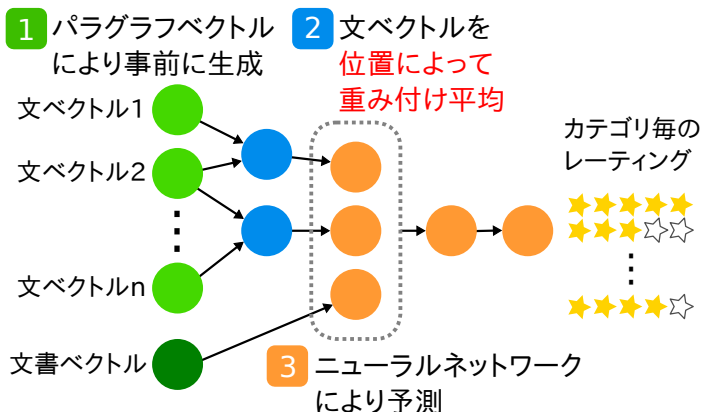 1 パラグラフベクトル
により事前に生成
2 文ベクトルを
位置によって
重み付け平均
文ベクトル1
文ベクトル2
文ベクトルn
文書ベクトル
カテゴリ毎の
レーティング
3 ニューラルネットワーク
により予測